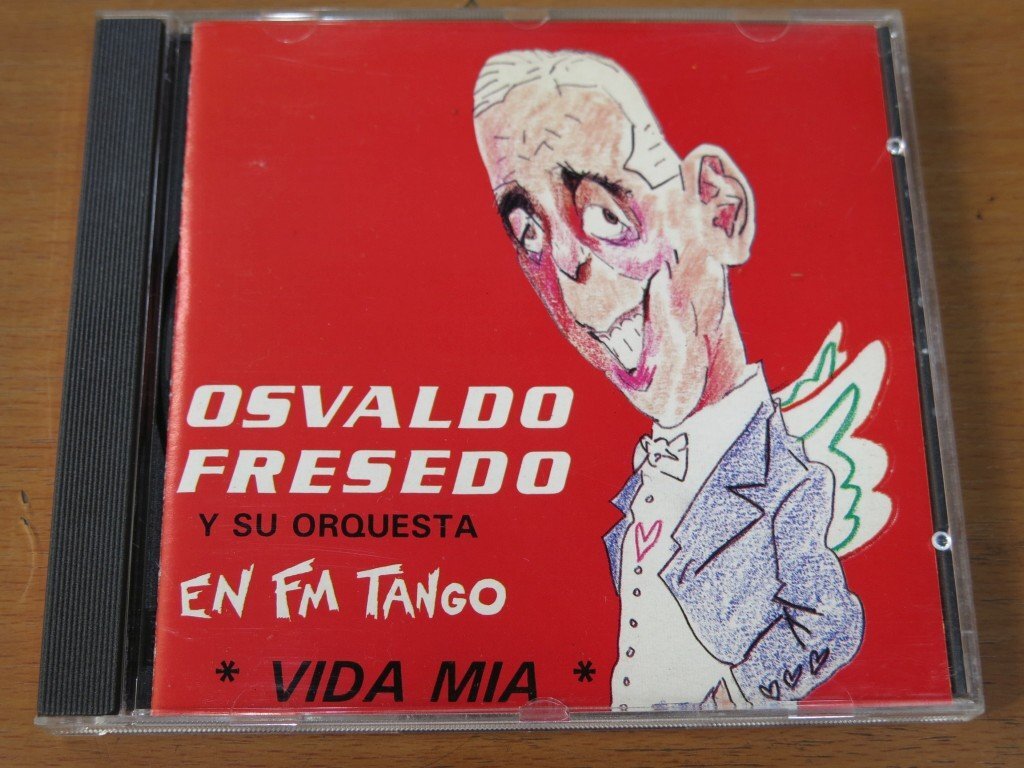 OSVALDO
FRESEDO
Y SU ORQUESTA
EN FM TANGO
* VIDA MIA *